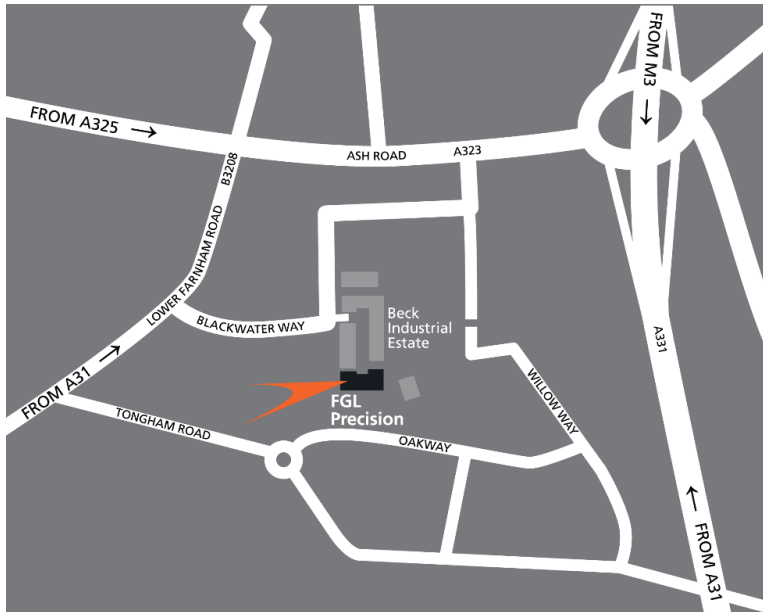 FROM M3
FROM A325
ASH ROAD
A323
B3208
LOWER FARNHAM ROAD
BLACKWATER WAY
Beck
Industrial
Estate
A331
FROM A31
FGL
Precision
WILLOW WAY
TONGHAM ROAD
OAKWAY
FROM A31